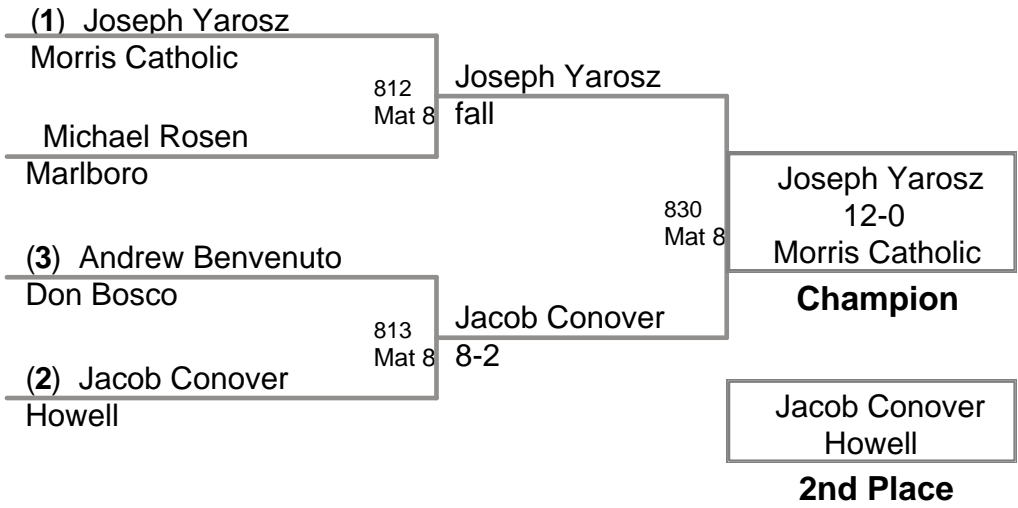 (1) Joseph Yarosz
Morris Catholic
812
Mat 8
Joseph Yarosz
fall
Michael Rosen
Marlboro
830
Mat 8
Joseph Yarosz
12-0
Morris Catholic
Champion
(3) Andrew Benvenuto
Don Bosco
813
Mat 8
Jacob Conover
8-2
(2) Jacob Conover
Howell
Jacob Conover
Howell
2nd Place